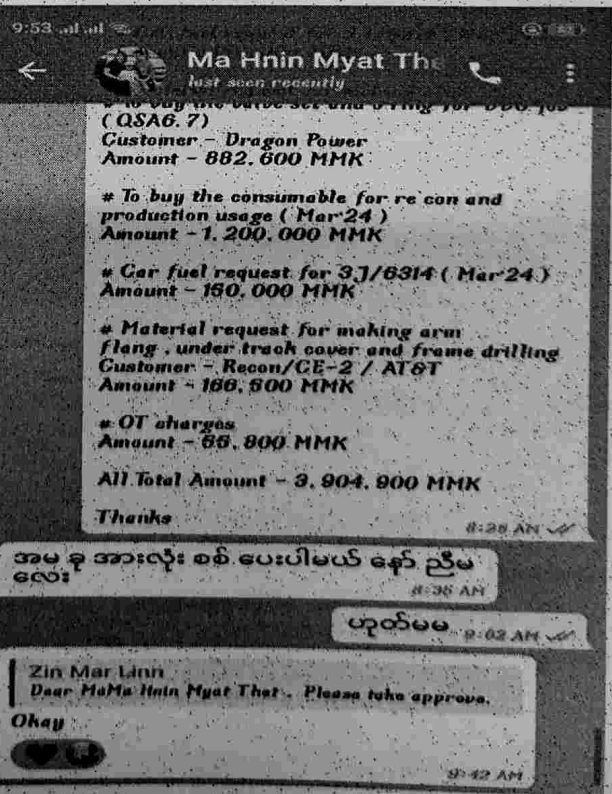 9:53
Ma Hnin Myat The
last seen recently
(QSA6.7)
Customer - Dragon Power
Amount - 882,600 MMK
# To buy the consumable for re con and
production usage ( Mar'24 )
Amount - 1,200,000 MMK
# Car fuel request for 3J/6314 ( Mar'24 )
Amount - 150,000 MMK
# Material request for making arm
flang , under track cover and frame drilling
Customer - Recon/CE-2 / AT&T
Amount - 166,500 MMK
# OT charges
Amount - 55,800 MMK
All Total Amount - 3,904,900 MMK
Thanks
8:28 AM
အမ ခု အားလုံး စစ် ပေးပါမယ် နော် ညီမ
လေး
8:35 AM
ဟုတ်မမ
9:02 AM
Zin Mar Linn
Dear MaMa Hnin Myat That . Please take approve.
Okay
9:42 AM